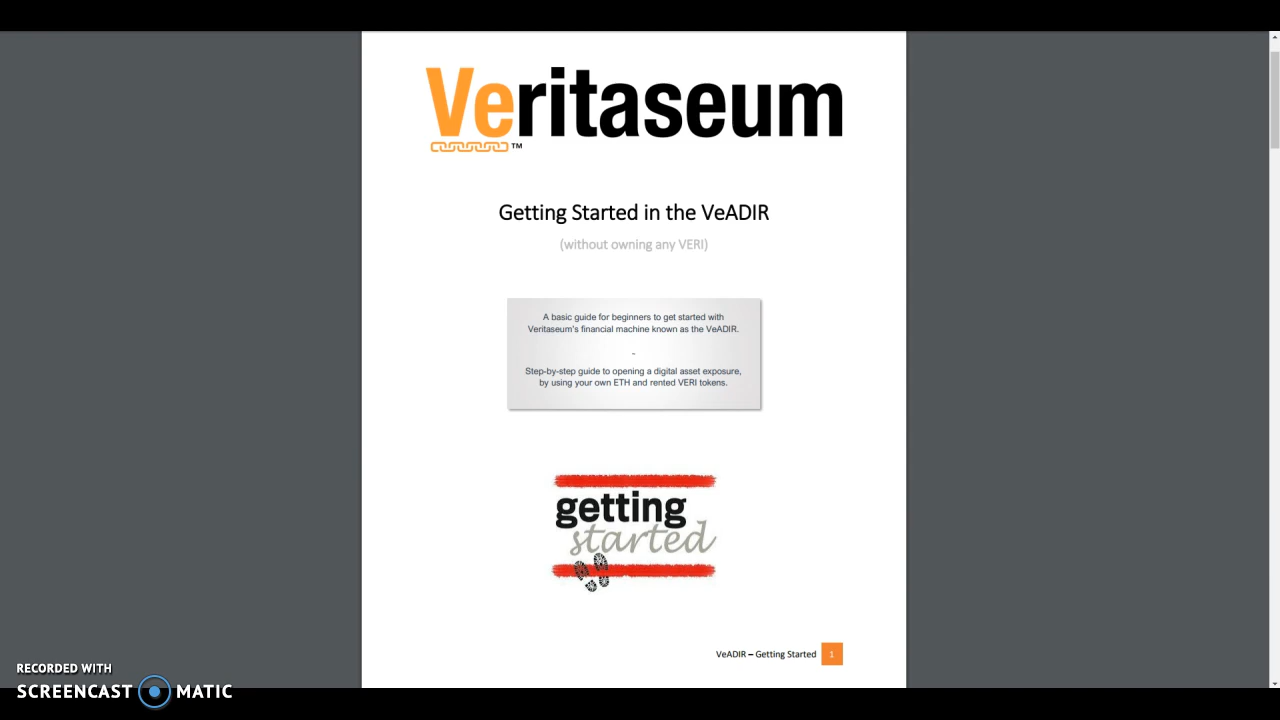 Veritaseum
TM
Getting Started in the VeADIR
(without owning any VERI)
A basic guide for beginners to get started with
Veritaseum's financial machine known as the VeADIR.
-
Step-by-step guide to opening a digital asset exposure,
by using your own ETH and rented VERI tokens.
getting
started
VeADIR – Getting Started 1
RECORDED WITH
SCREENCAST MATIC